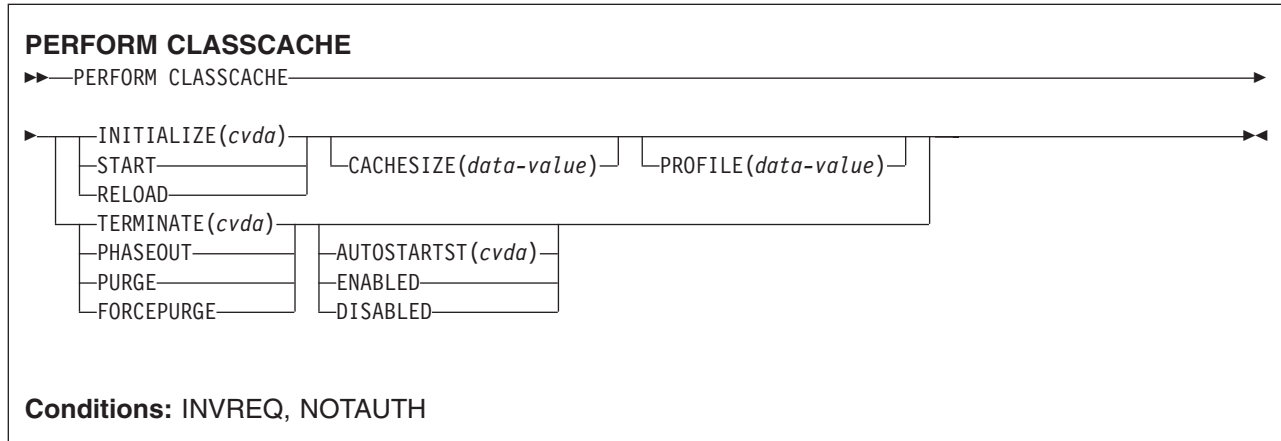 PERFORM CLASSCACHE
PERFORM CLASSCACHE
INITIALIZE(cvda)
START
RELOAD
CACHESIZE(data-value)
PROFILE(data-value)
TERMINATE(cvda)
PHASEOUT
PURGE
FORCEPURGE
AUTOSTARTST(cvda)
ENABLED
DISABLED
Conditions: INVREQ, NOTAUTH